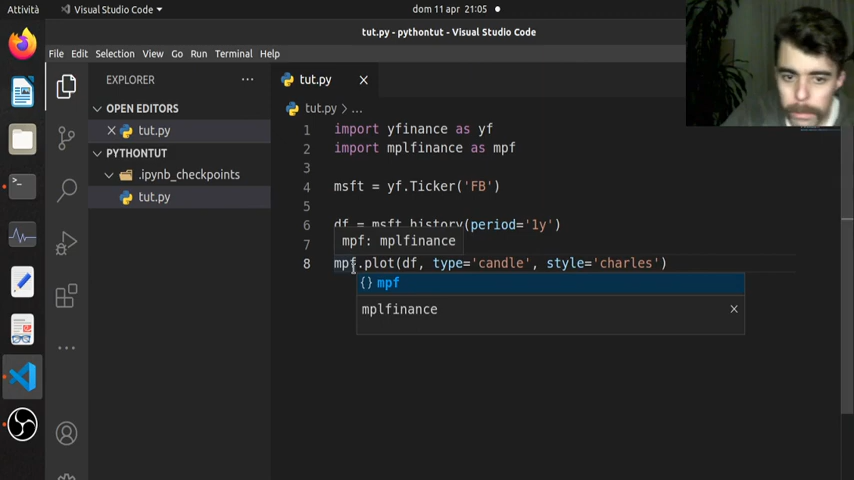 Attività
Visual Studio Code
dom 11 apr 21:05
tut.py - pythontut - Visual Studio Code
File Edit Selection View Go Run Terminal Help
EXPLORER
tut.py
OPEN EDITORS
tut.py > ...
tut.py
PYTHONTUT
.ipynb_checkpoints
tut.py
1 import yfinance as yf
2 import mplfinance as mpf
3
4 msft = yf.Ticker('FB')
5
6 df = msft.history(period='1y')
7
mpf: mplfinance
8 mpf.plot(df, type='candle', style='charles')
{} mpf
mplfinance